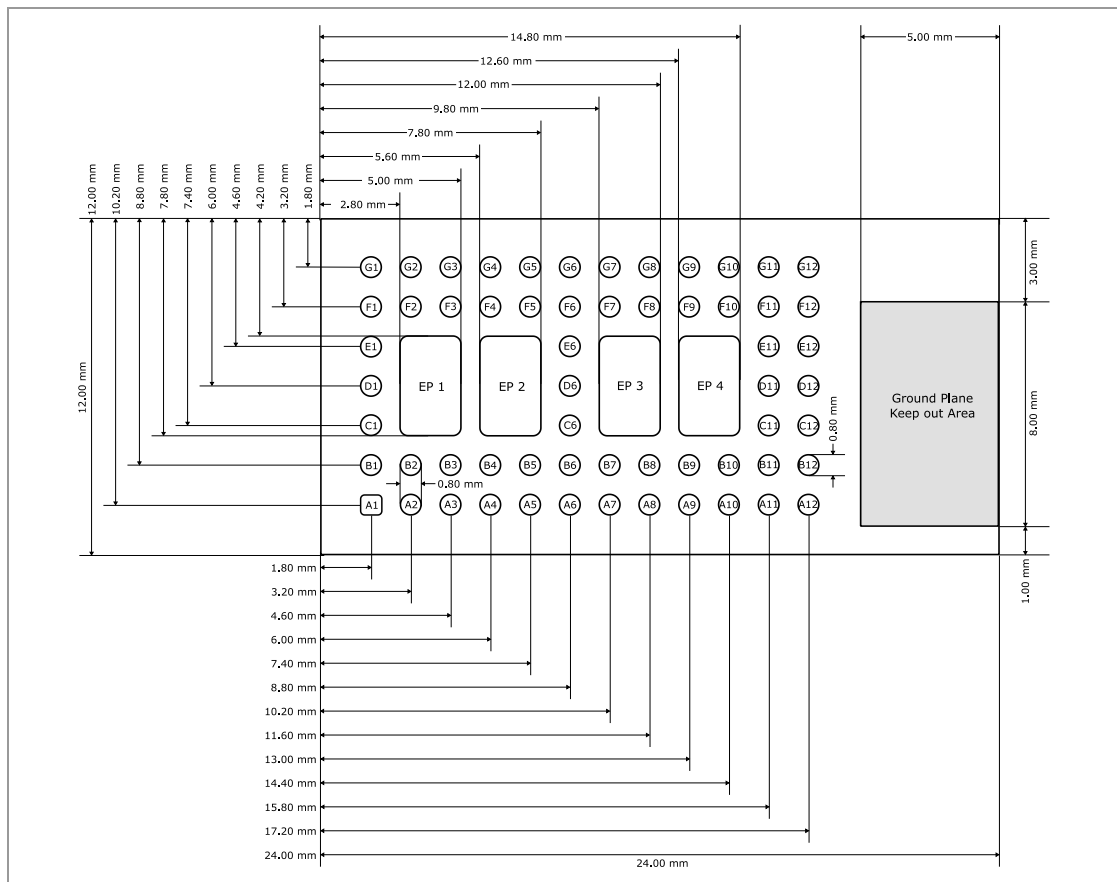 14.80 mm
5.00 mm
12.60 mm
12.00 mm
9.80 mm
7.80 mm
5.60 mm
5.00 mm
2.80 mm
12.00 mm
10.20 mm
8.80 mm
7.80 mm
7.40 mm
6.00 mm
4.60 mm
4.20 mm
3.20 mm
1.80 mm
3.00 mm
G1 G2 G3 G4 G5 G6 G7 G8 G9 G10 G11 G12
F1 F2 F3 F4 F5 F6 F7 F8 F9 F10 F11 F12
E1 E6 E11 E12
D1 EP 1 EP 2 D6 EP 3 EP 4 D11 D12
Ground Plane
Keep out Area
12.00 mm
8.00 mm
C1 C6 C11 C12
0.80 mm
B1 B2 B3 B4 B5 B6 B7 B8 B9 B10 B11 B12
0.80 mm
A1 A2 A3 A4 A5 A6 A7 A8 A9 A10 A11 A12
1.00 mm
1.80 mm
3.20 mm
4.60 mm
6.00 mm
7.40 mm
8.80 mm
10.20 mm
11.60 mm
13.00 mm
14.40 mm
15.80 mm
17.20 mm
24.00 mm
24.00 mm